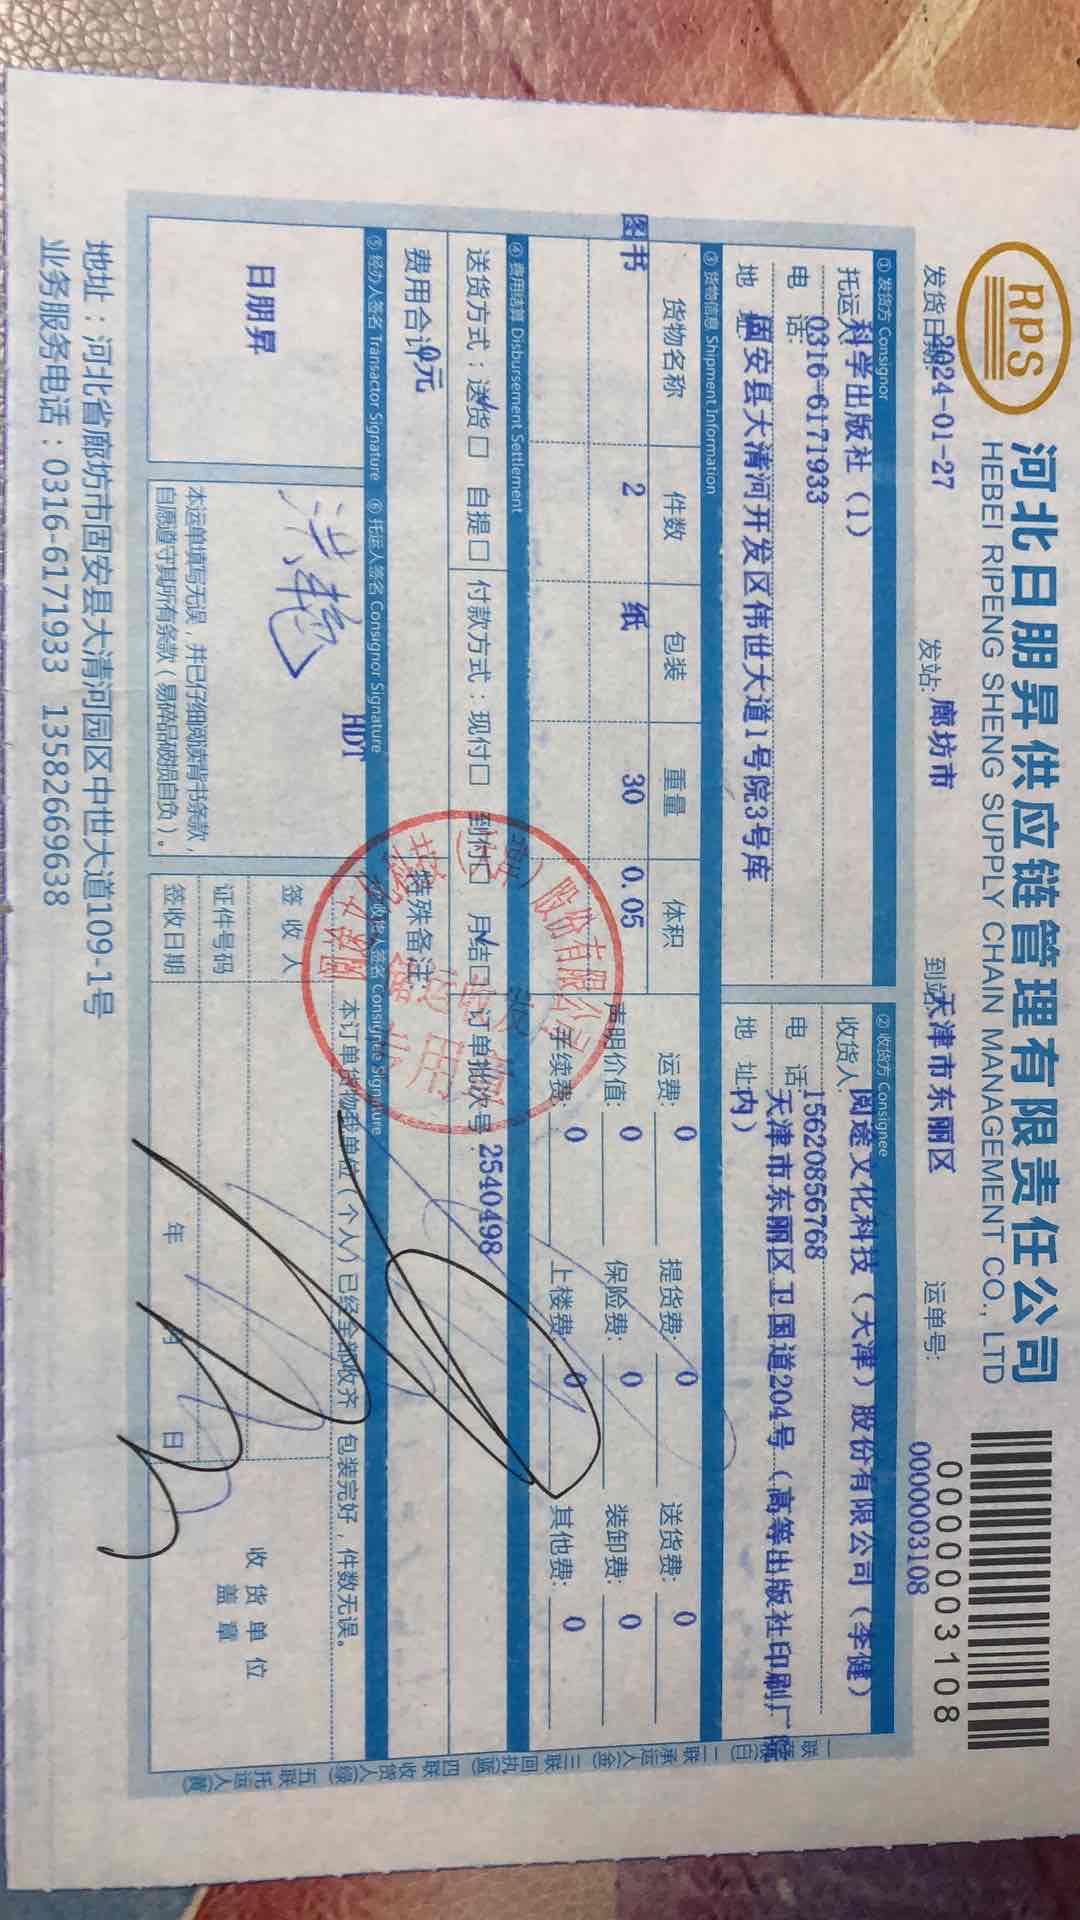 RPS
河北日朋昇供应链管理有限责任公司
HEBEI RIPENG SHENG SUPPLY CHAIN MANAGEMENT CO., LTD
0000003108
发货日期: 2024-01-27 发站: 廊坊市 到站: 天津市东丽区 运单号: 0000003108
① 发货方 Consignor
托运人: 科学出版社（1）
电 话: 0316-6171933
地 址: 固安县大清河开发区伟世大道1号院3号库
② 收货方 Consignee
收货人: 阅途文化科技（天津）股份有限公司（李健）
电 话: 15620856768
地 址: 天津市东丽区卫国道204号（高等出版社印刷厂院内）
③ 货物信息 Shipment Information
货物名称 件数 包装 重量 体积
图书 2 纸 30 0.05
运费: 0 提货费: 0 送货费: 0
声明价值: 0 保险费: 0 装卸费: 0
手续费: 0 上楼费: 0 其他费: 0
④ 费用结算 Disbursement Settlement
送货方式：送货☑ 自提□ 付款方式：现付□ 到付□ 月结☑ 订单批次号 2540498
费用合计: 0元 特殊备注:
⑤ 经办人签名 Transactor Signature
日朋昇
⑥ 托运人签名 Consignor Signature
HDT
本运单填写无误，并已仔细阅读背书条款，
自愿遵守其所有条款（易碎品破损自负）。
收货人签名 Consignee Signature
本订单货物我单位（个人）已经全部收齐，包装完好，件数无误。
签 收 人
证件号码
签收日期 年 月 日
收 货 单 位
盖 章
股份有限公司
一联 二联承运人(金) 三联回执(蓝) 四联收货人(绿) 五联托运人(黄)
地址：河北省廊坊市固安县大清河园区中世大道109-1号
业务服务电话：0316-6171933 13582669638